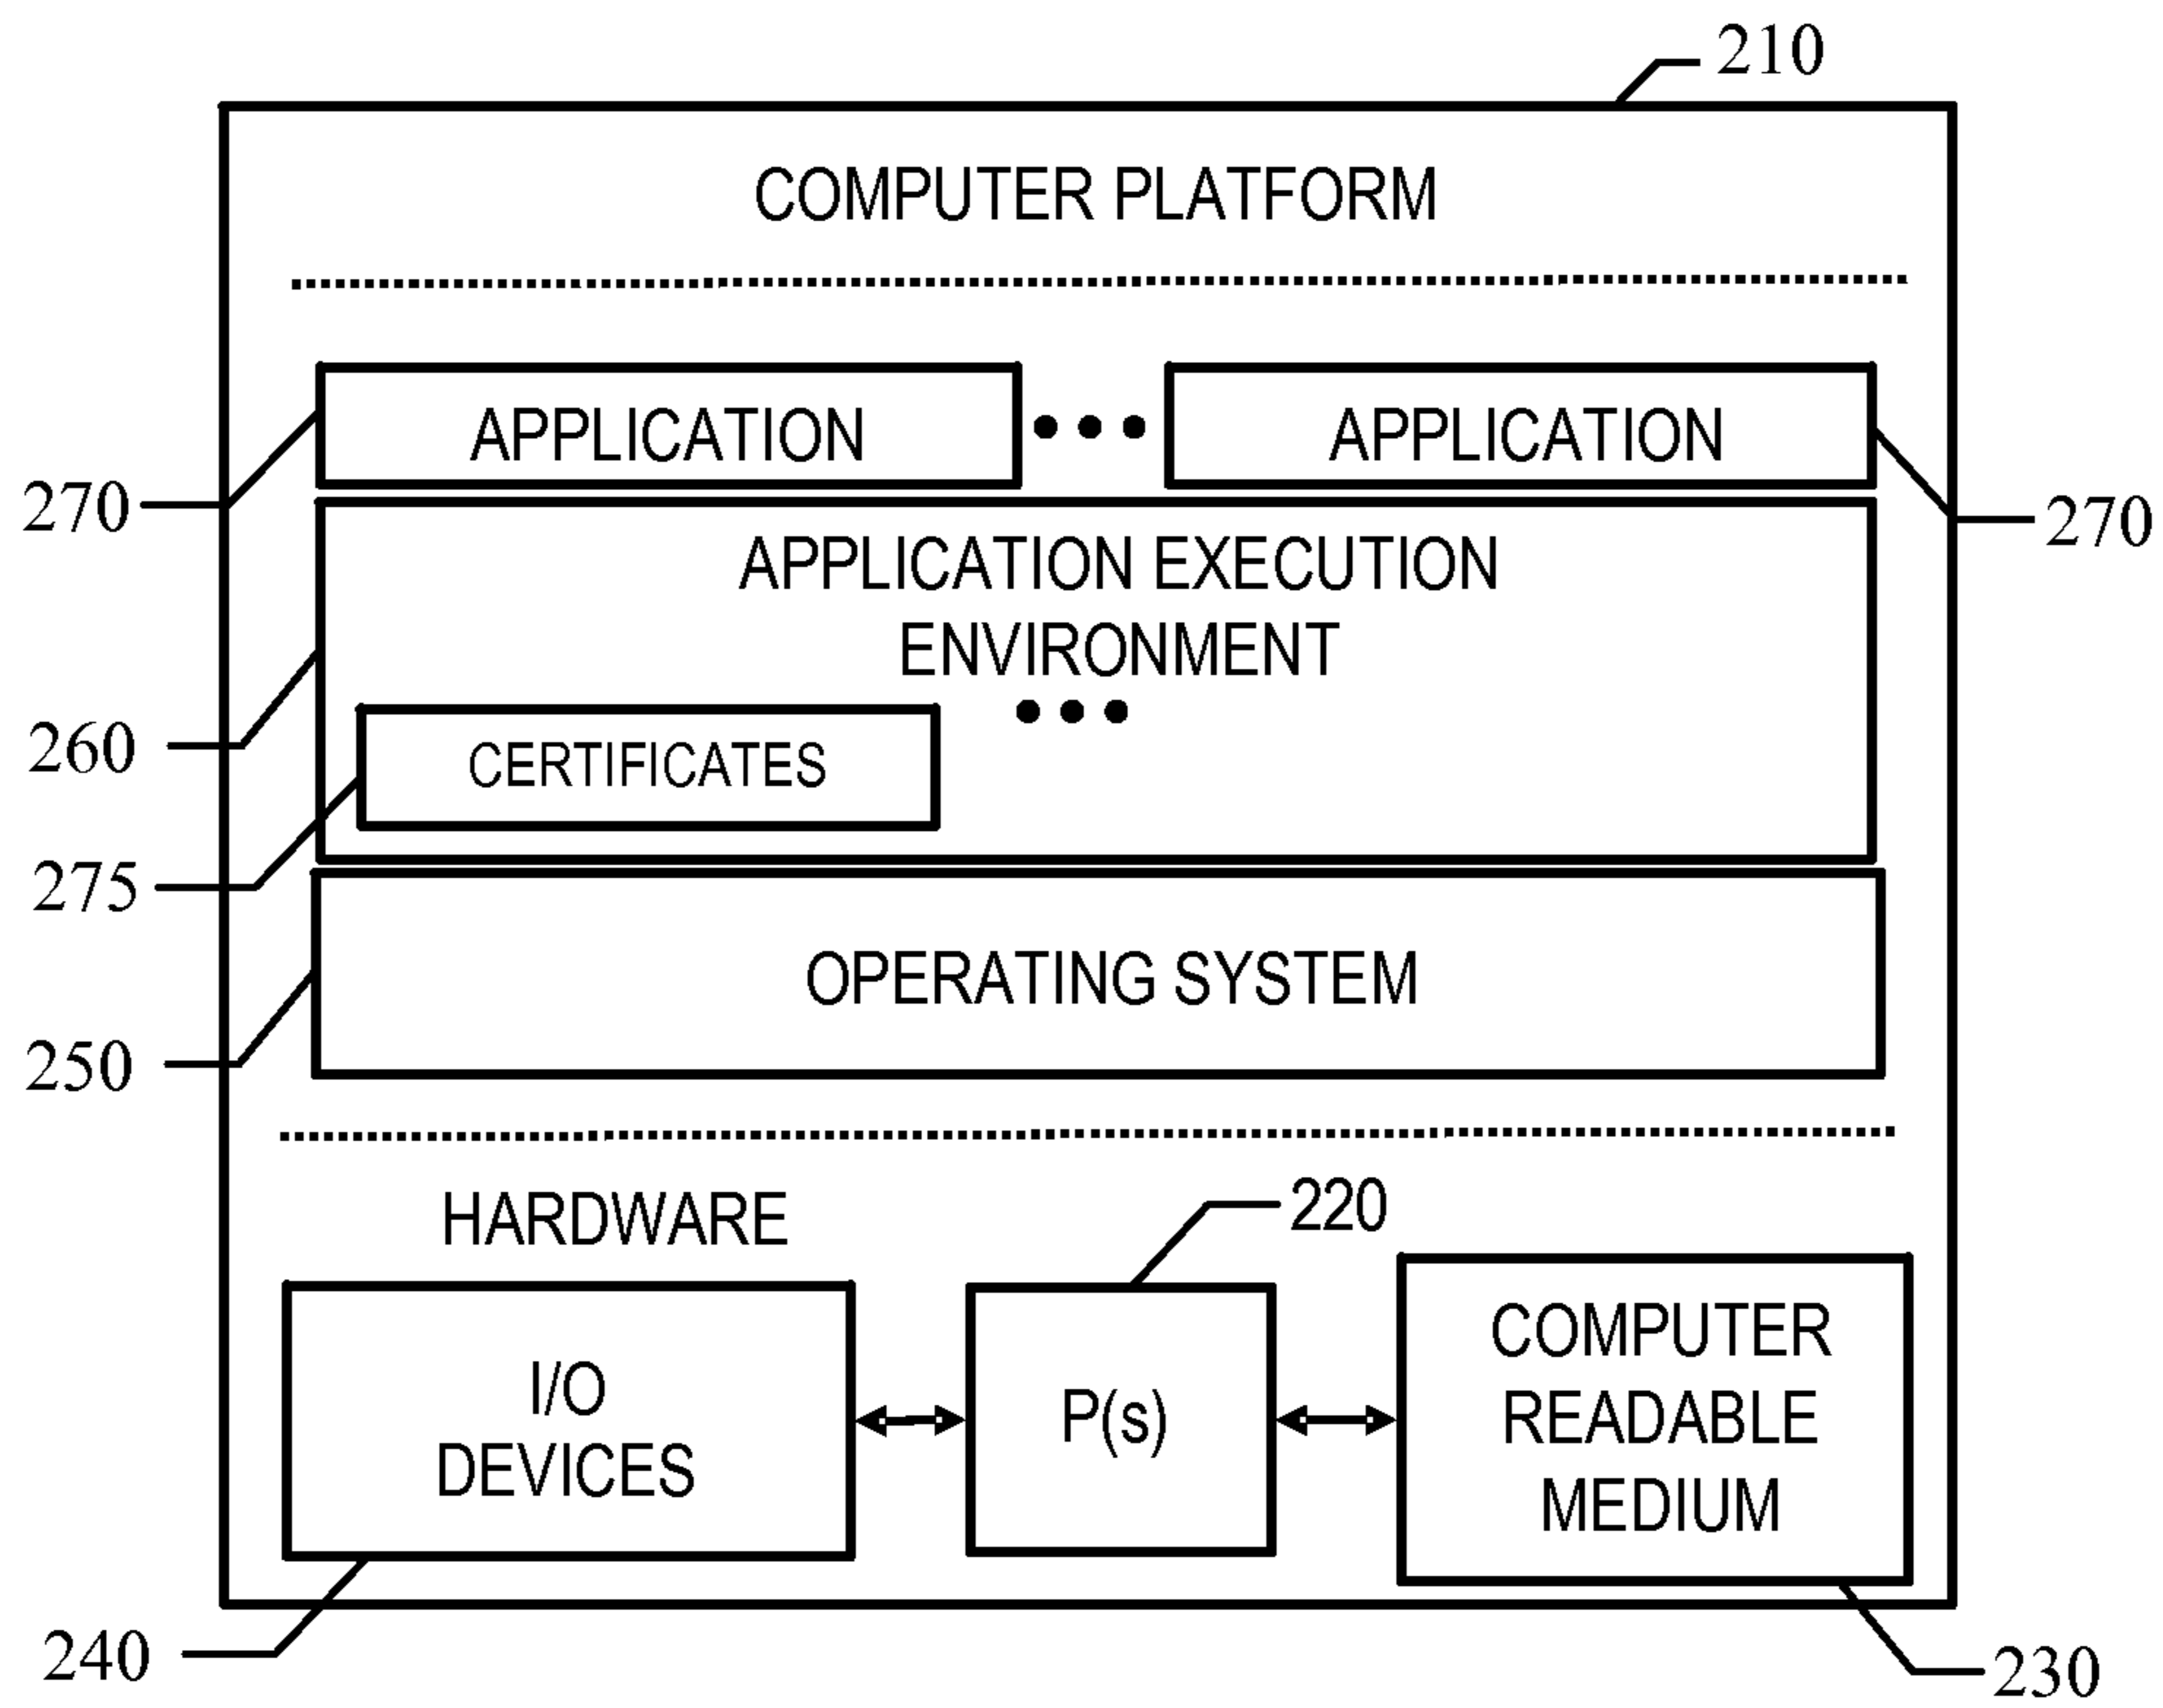 210
COMPUTER PLATFORM
APPLICATION
APPLICATION
270
270
APPLICATION EXECUTION
ENVIRONMENT
260
CERTIFICATES
275
OPERATING SYSTEM
250
HARDWARE
220
I/O
DEVICES
P(s)
COMPUTER
READABLE
MEDIUM
240
230